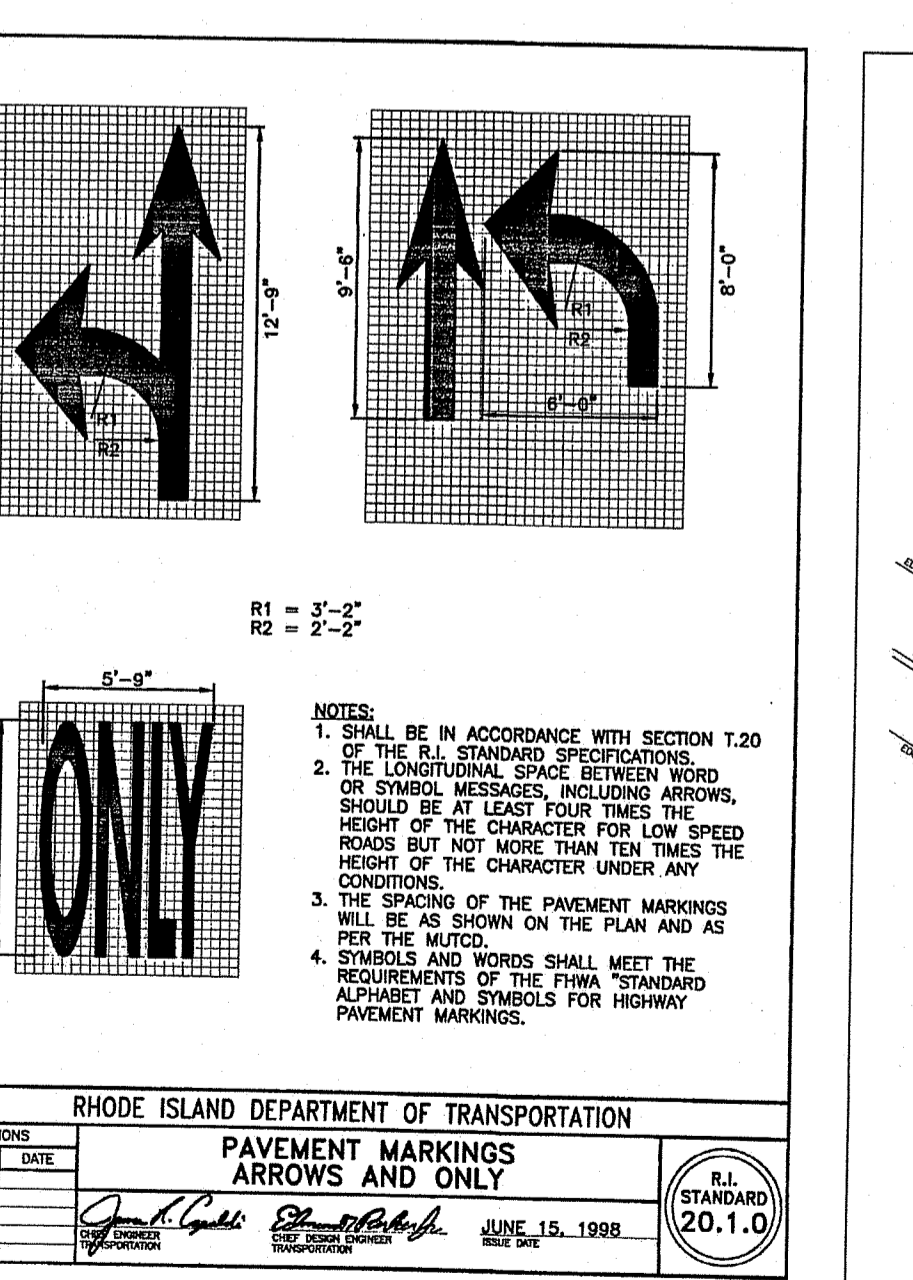 12'-9"
R1
R2
9'-6"
8'-0"
R1
R2
6'-0"
R1 = 3'-2"
R2 = 2'-2"
5'-9"
ONLY
NOTES:
1. SHALL BE IN ACCORDANCE WITH SECTION T.20
OF THE R.I. STANDARD SPECIFICATIONS.
2. THE LONGITUDINAL SPACE BETWEEN WORD
OR SYMBOL MESSAGES, INCLUDING ARROWS,
SHOULD BE AT LEAST FOUR TIMES THE
HEIGHT OF THE CHARACTER FOR LOW SPEED
ROADS BUT NOT MORE THAN TEN TIMES THE
HEIGHT OF THE CHARACTER UNDER ANY
CONDITIONS.
3. THE SPACING OF THE PAVEMENT MARKINGS
WILL BE AS SHOWN ON THE PLAN AND AS
PER THE MUTCD.
4. SYMBOLS AND WORDS SHALL MEET THE
REQUIREMENTS OF THE FHWA "STANDARD
ALPHABET AND SYMBOLS FOR HIGHWAY
PAVEMENT MARKINGS.
RHODE ISLAND DEPARTMENT OF TRANSPORTATION
IONS
DATE
PAVEMENT MARKINGS
ARROWS AND ONLY
CHIEF ENGINEER
TRANSPORTATION
CHIEF DESIGN ENGINEER
TRANSPORTATION
JUNE 15, 1998
ISSUE DATE
R.I.
STANDARD
20.1.0